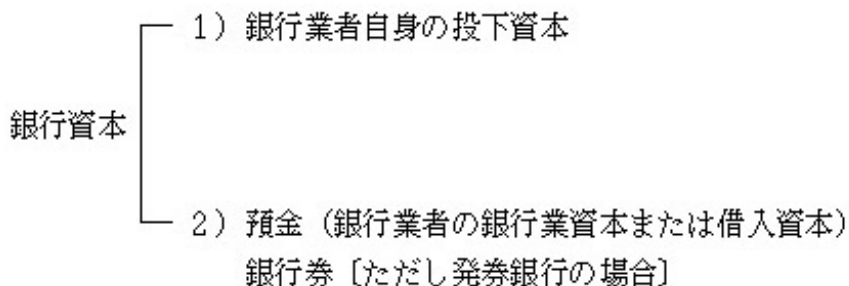 1）銀行業者自身の投下資本
銀行資本
2）預金（銀行業者の銀行業資本または借入資本）
銀行券〔ただし発券銀行の場合〕